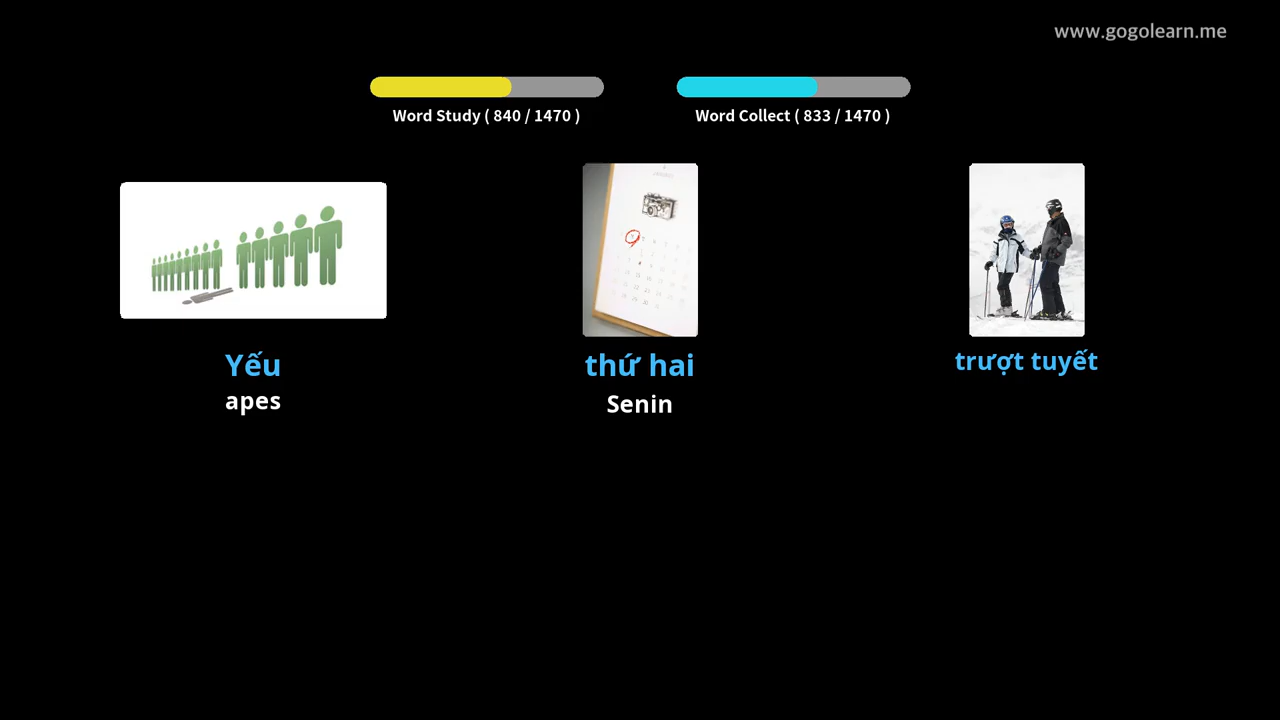 www.gogolearn.me
Word Study ( 840 / 1470 )
Word Collect ( 833 / 1470 )
Yếu
apes
thứ hai
Senin
trượt tuyết